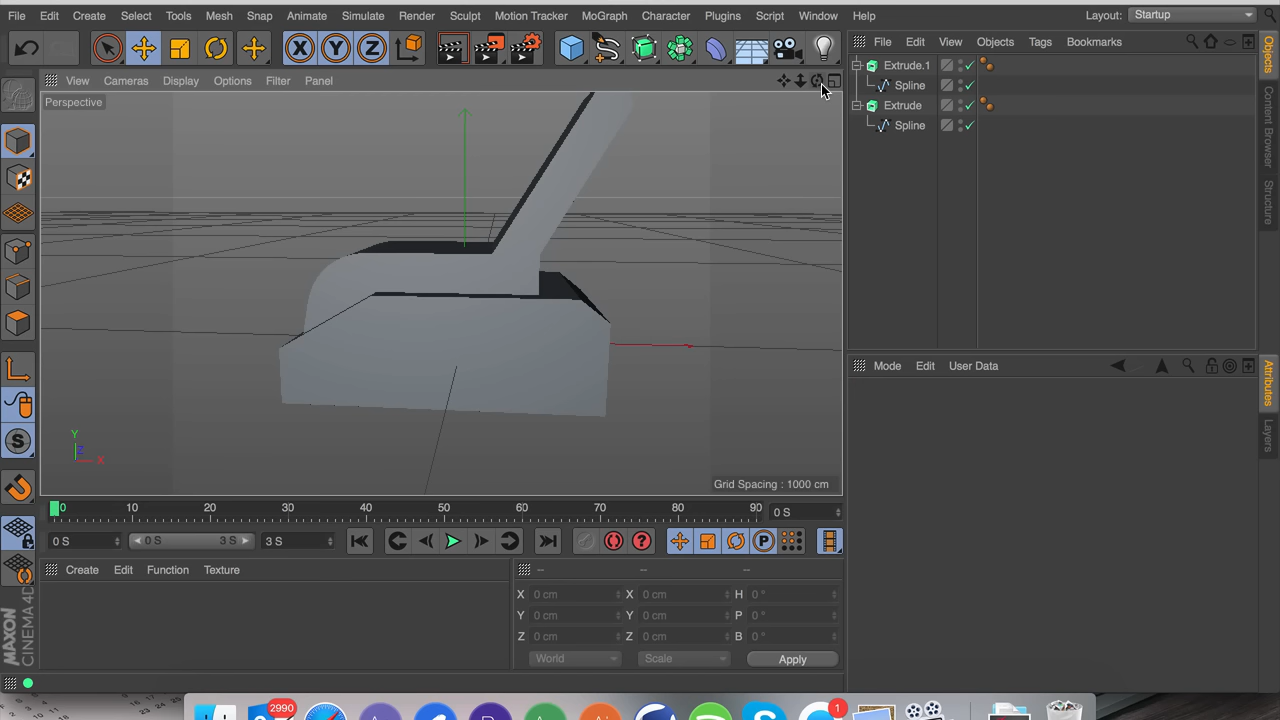 File Edit Create Select Tools Mesh Snap Animate Simulate Render Sculpt Motion Tracker MoGraph Character Plugins Script Window Help Layout: Startup
X Y Z
File Edit View Objects Tags Bookmarks
View Cameras Display Options Filter Panel
Perspective
Extrude.1
Spline
Extrude
Spline
Objects
Content Browser
Structure
Mode Edit User Data
Attributes
Layers
Y
Z
X
Grid Spacing : 1000 cm
S
0 10 20 30 40 50 60 70 80 90 0 S
0 S 0 S 3 S 3 S P
Create Edit Function Texture
-- -- --
X 0 cm X 0 cm H 0 °
Y 0 cm Y 0 cm P 0 °
Z 0 cm Z 0 cm B 0 °
World Scale Apply
MAXON
CINEMA 4D
2990 1